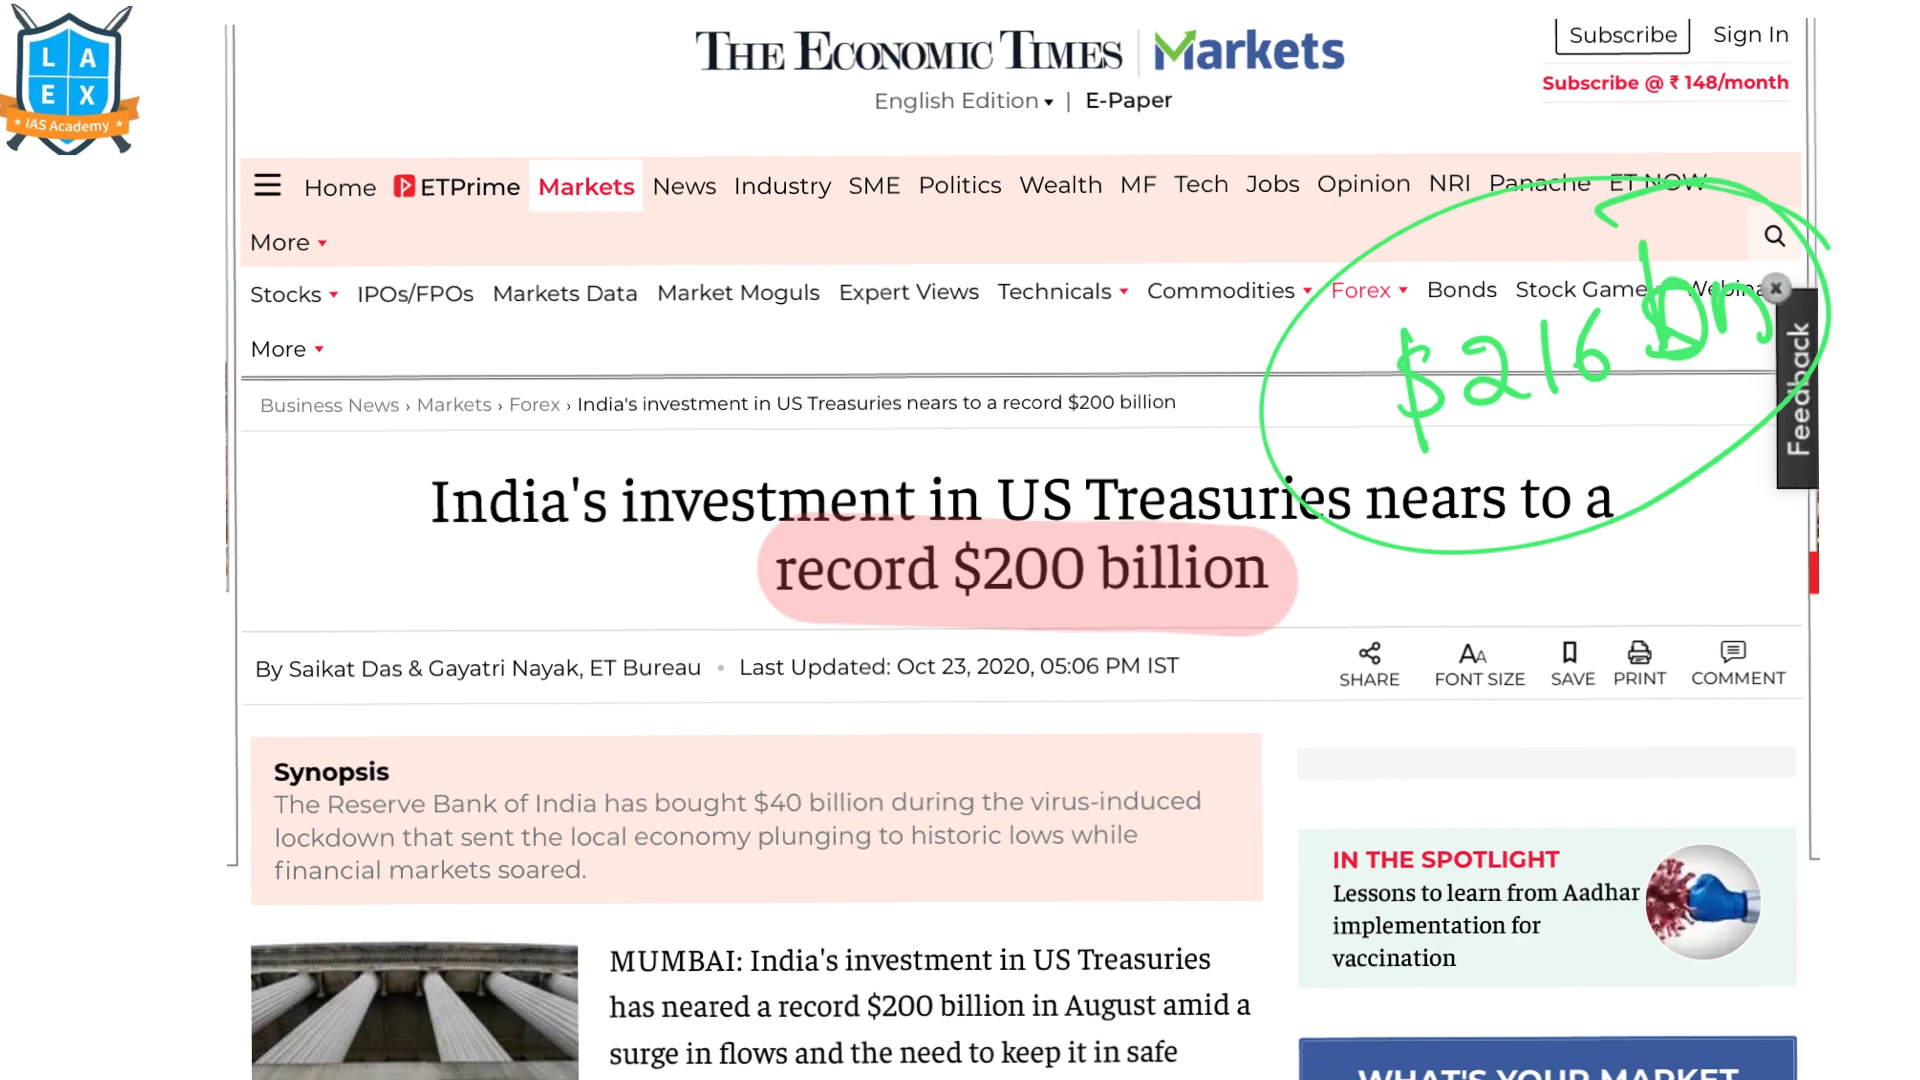 L A
E X
IAS Academy
THE ECONOMIC TIMES | Markets
English Edition | E-Paper
Subscribe Sign In
Subscribe @ ₹ 148/month
Home ETPrime Markets News Industry SME Politics Wealth MF Tech Jobs Opinion NRI Panache ET NOW
More
Stocks IPOs/FPOs Markets Data Market Moguls Expert Views Technicals Commodities Forex Bonds Stock Game Webina
More
$216 bn
x
Feedback
Business News › Markets › Forex › India's investment in US Treasuries nears to a record $200 billion
India's investment in US Treasuries nears to a
record $200 billion
By Saikat Das & Gayatri Nayak, ET Bureau • Last Updated: Oct 23, 2020, 05:06 PM IST
SHARE FONT SIZE SAVE PRINT COMMENT
Synopsis
The Reserve Bank of India has bought $40 billion during the virus-induced
lockdown that sent the local economy plunging to historic lows while
financial markets soared.
MUMBAI: India's investment in US Treasuries
has neared a record $200 billion in August amid a
surge in flows and the need to keep it in safe
IN THE SPOTLIGHT
Lessons to learn from Aadhar
implementation for
vaccination
WHAT'S YOUR MARKET